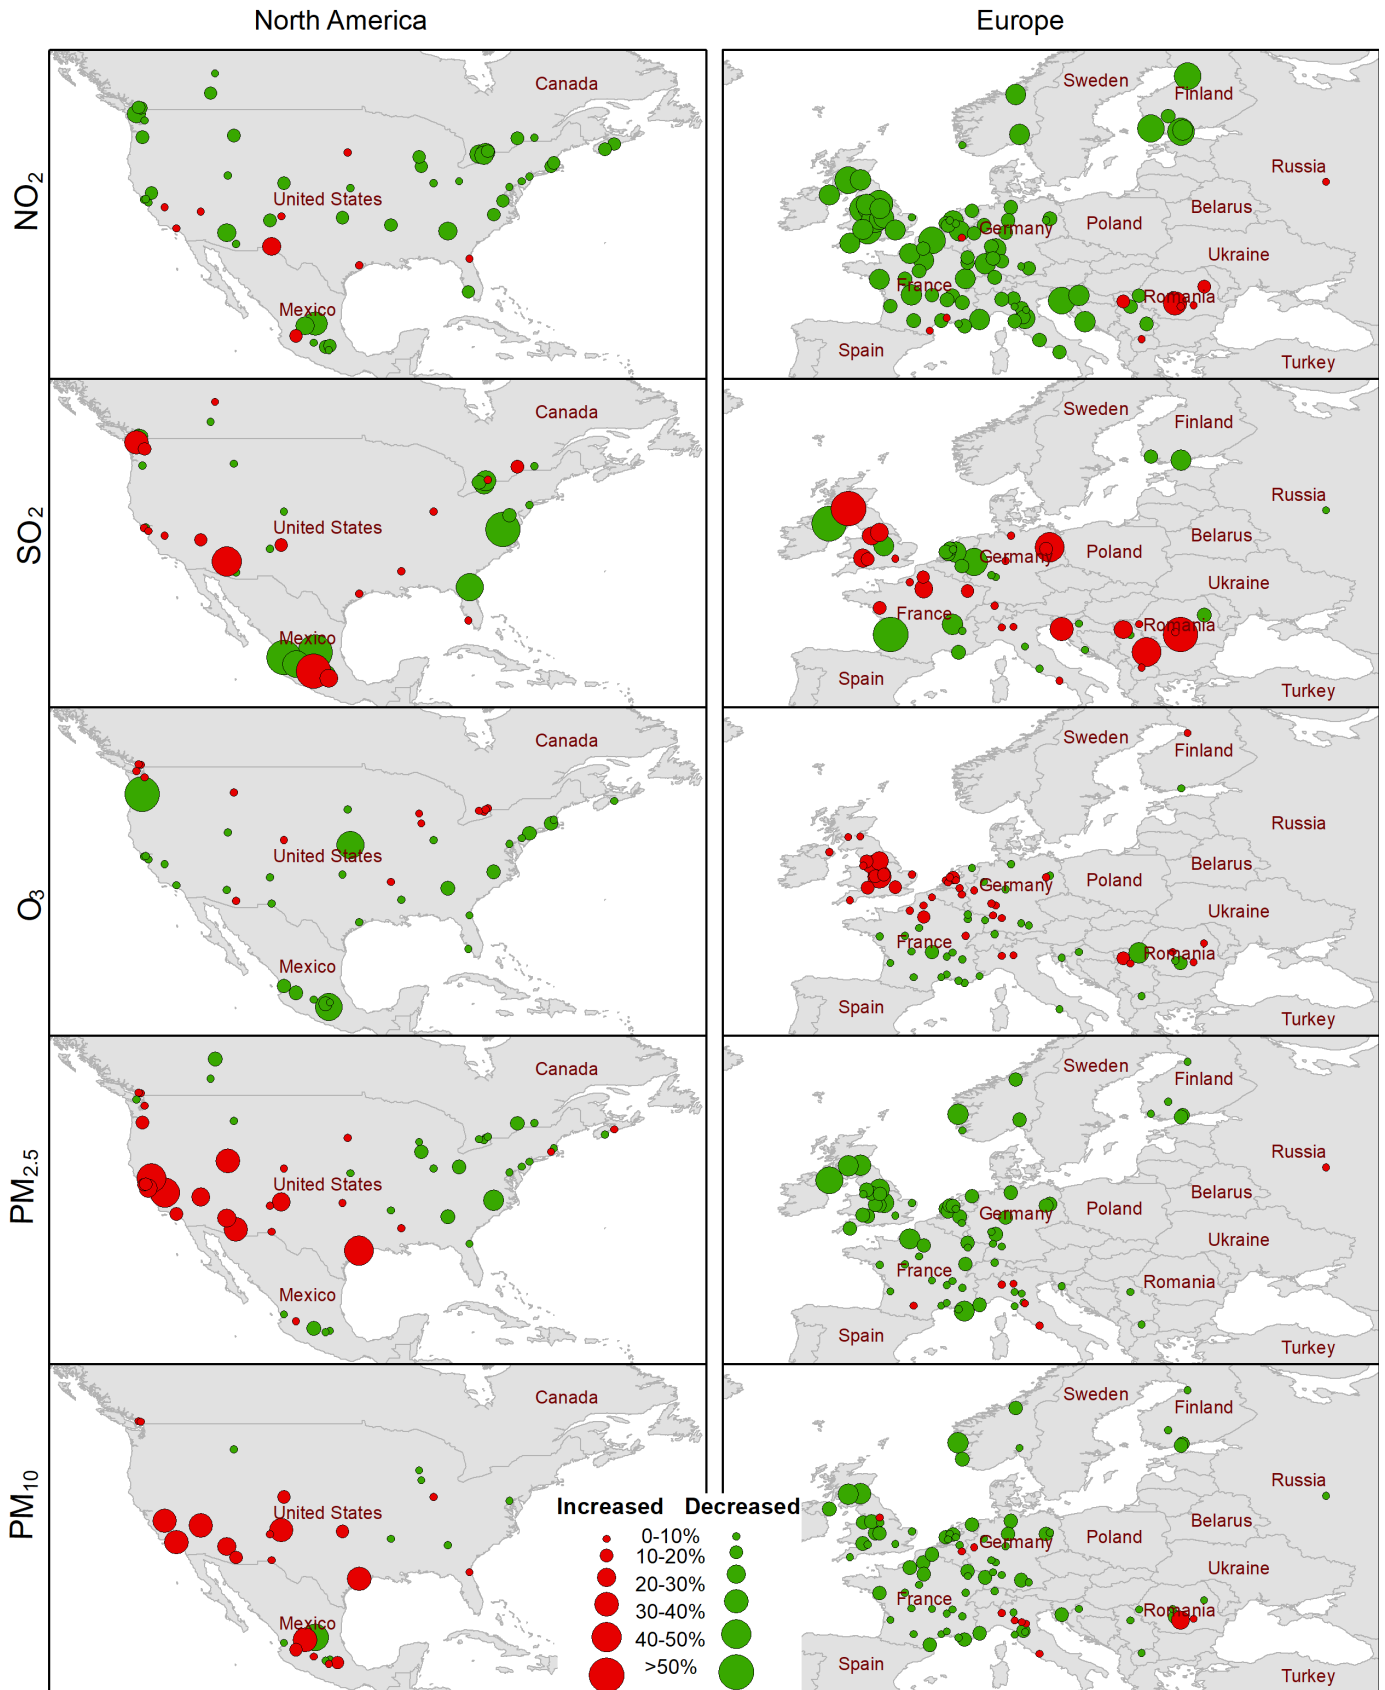 North America Europe
NO2
Canada
United States
Mexico
Sweden
Finland
Russia
Belarus
Poland
Germany
Ukraine
France
Romania
Spain
Turkey
SO2
Canada
United States
Mexico
Sweden
Finland
Russia
Belarus
Poland
Germany
Ukraine
France
Romania
Spain
Turkey
O3
Canada
United States
Mexico
Sweden
Finland
Russia
Belarus
Poland
Germany
Ukraine
France
Romania
Spain
Turkey
PM2.5
Canada
United States
Mexico
Sweden
Finland
Russia
Belarus
Poland
Germany
Ukraine
France
Romania
Spain
Turkey
PM10
Canada
United States
Mexico
Sweden
Finland
Russia
Belarus
Poland
Germany
Ukraine
France
Romania
Spain
Turkey
Increased Decreased
0-10%
10-20%
20-30%
30-40%
40-50%
>50%